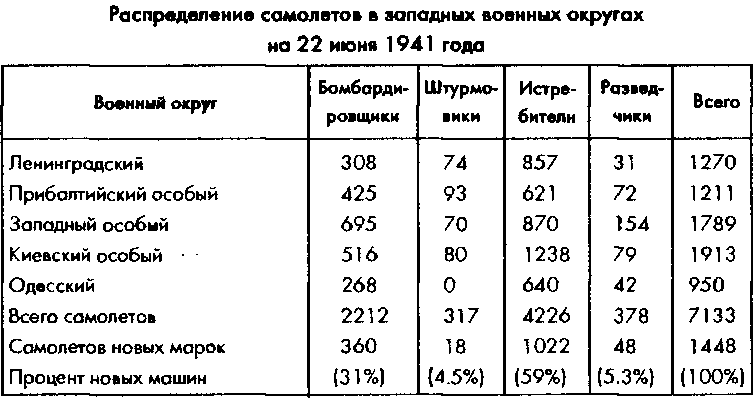 Распределение самолетов в западных военных округах
на 22 июня 1941 года
Военный округ Бомбарди- Штурмо- Истре- Развед- Всего
ровщики вики бители чики
Ленинградский 308 74 857 31 1270
Прибалтийский особый 425 93 621 72 1211
Западный особый 695 70 870 154 1789
Киевский особый 516 80 1238 79 1913
Одесский 268 0 640 42 950
Всего самолетов 2212 317 4226 378 7133
Самолетов новых марок 360 18 1022 48 1448
Процент новых машин (31%) (4.5%) (59%) (5.3%) (100%)